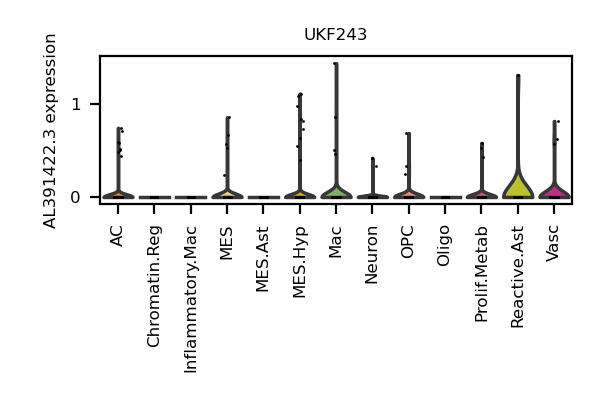 UKF243
AL391422.3 expression
1
0
AC
Chromatin.Reg
Inflammatory.Mac
MES
MES.Ast
MES.Hyp
Mac
Neuron
OPC
Oligo
Prolif.Metab
Reactive.Ast
Vasc